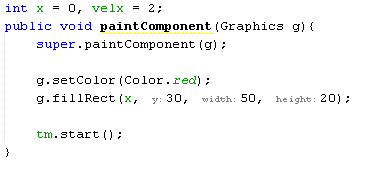 int x = 0, velx = 2;
public void paintComponent(Graphics g){
super.paintComponent(g);
g.setColor(Color.red);
g.fillRect(x, y: 30, width: 50, height: 20);
tm.start();
}